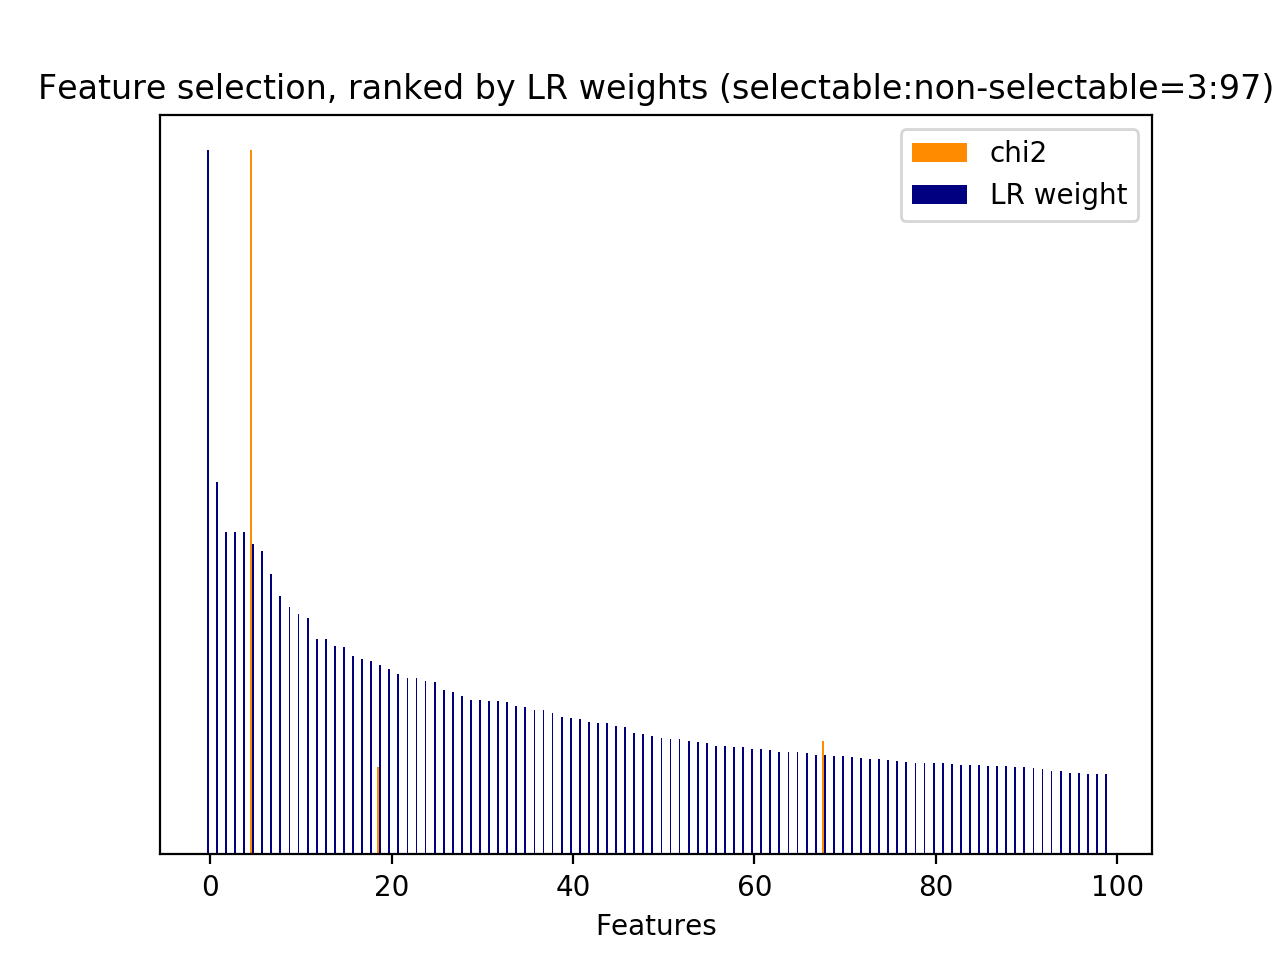 Feature selection, ranked by LR weights (selectable:non-selectable=3:97)
chi2
LR weight
0 20 40 60 80 100
Features